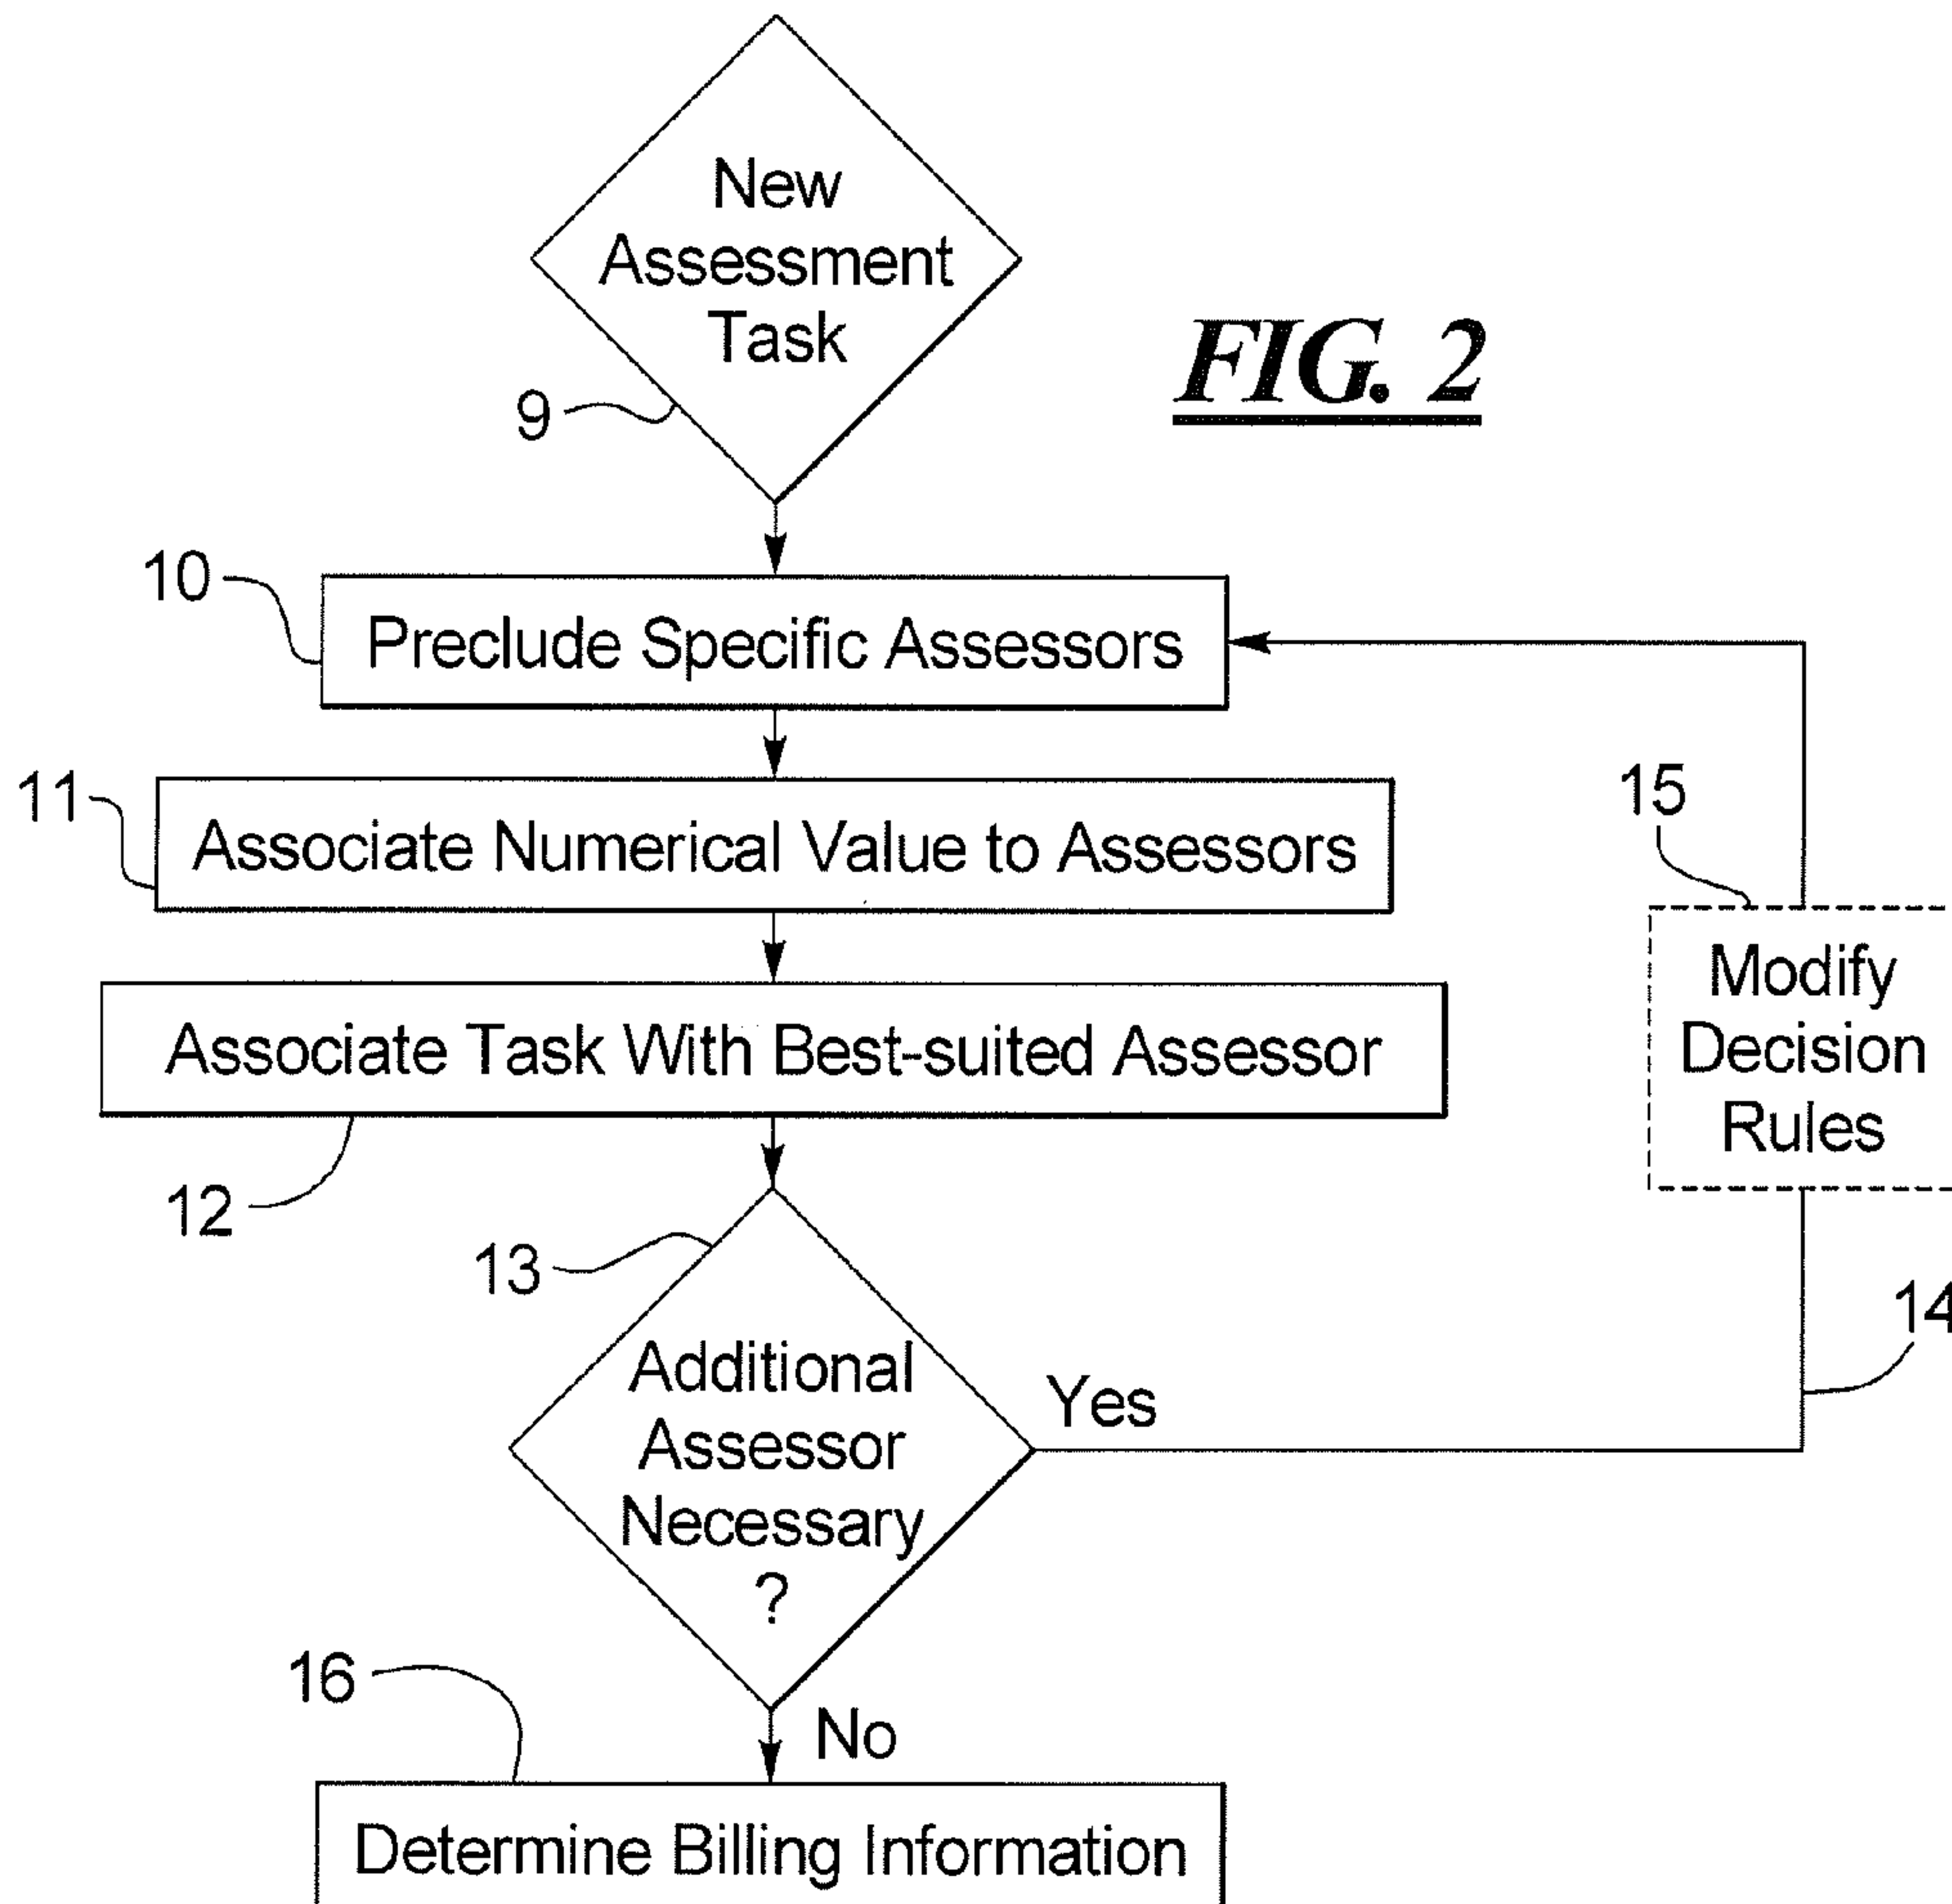 New
Assessment
Task
9
FIG. 2
10
Preclude Specific Assessors
11
Associate Numerical Value to Assessors
15
Modify
Decision
Rules
Associate Task With Best-suited Assessor
12
13
14
Additional
Assessor
Necessary
?
Yes
16
No
Determine Billing Information